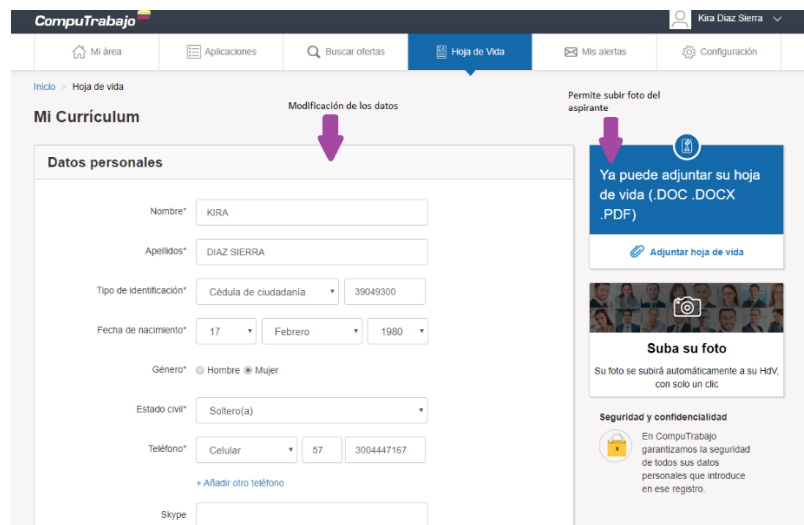 CompuTrabajo
Kira Diaz Sierra
Mi área
Aplicaciones
Buscar ofertas
Hoja de Vida
Mis alertas
Configuración
Inicio > Hoja de vida
Mi Currículum
Modificación de los datos
Permite subir foto del
aspirante
Datos personales
Nombre* KIRA
Apellidos* DIAZ SIERRA
Tipo de identificación* Cédula de ciudadanía 39049300
Fecha de nacimiento* 17 Febrero 1980
Género* Hombre Mujer
Estado civil* Soltero(a)
Teléfono* Celular 57 3004447167
+ Añadir otro teléfono
Skype
Ya puede adjuntar su hoja
de vida (.DOC .DOCX
.PDF)
Adjuntar hoja de vida
Suba su foto
Su foto se subirá automáticamente a su HdV,
con solo un clic
Seguridad y confidencialidad
En CompuTrabajo
garantizamos la seguridad
de todos sus datos
personales que introduce
en ese registro.